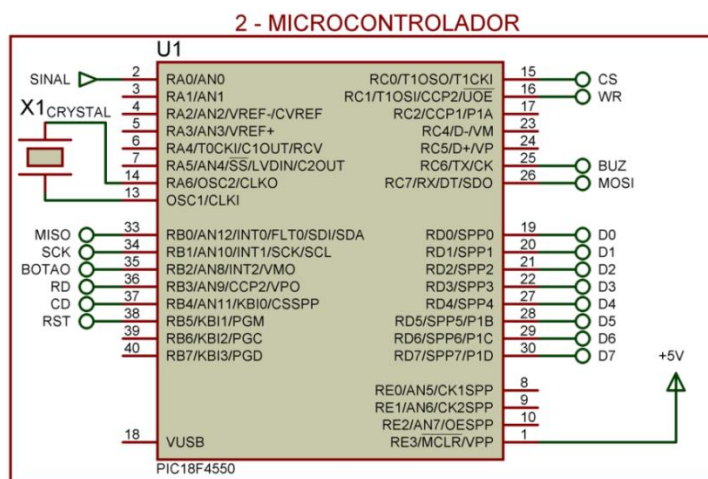 2 - MICROCONTROLADOR
U1
SINAL 2 RA0/AN0 RC0/T1OSO/T1CKI 15 CS
3 RA1/AN1 RC1/T1OSI/CCP2/UOE 16 WR
X1 CRYSTAL 4 RA2/AN2/VREF-/CVREF RC2/CCP1/P1A 17
5 RA3/AN3/VREF+ RC4/D-/VM 23
6 RA4/T0CKI/C1OUT/RCV RC5/D+/VP 24
7 RA5/AN4/SS/LVDIN/C2OUT RC6/TX/CK 25 BUZ
14 RA6/OSC2/CLKO RC7/RX/DT/SDO 26 MOSI
13 OSC1/CLKI
MISO 33 RB0/AN12/INT0/FLT0/SDI/SDA RD0/SPP0 19 D0
SCK 34 RB1/AN10/INT1/SCK/SCL RD1/SPP1 20 D1
BOTAO 35 RB2/AN8/INT2/VMO RD2/SPP2 21 D2
RD 36 RB3/AN9/CCP2/VPO RD3/SPP3 22 D3
CD 37 RB4/AN11/KBI0/CSSPP RD4/SPP4 27 D4
RST 38 RB5/KBI1/PGM RD5/SPP5/P1B 28 D5
39 RB6/KBI2/PGC RD6/SPP6/P1C 29 D6
40 RB7/KBI3/PGD RD7/SPP7/P1D 30 D7
+5V
RE0/AN5/CK1SPP 8
RE1/AN6/CK2SPP 9
RE2/AN7/OESPP 10
18 VUSB RE3/MCLR/VPP 1
PIC18F4550